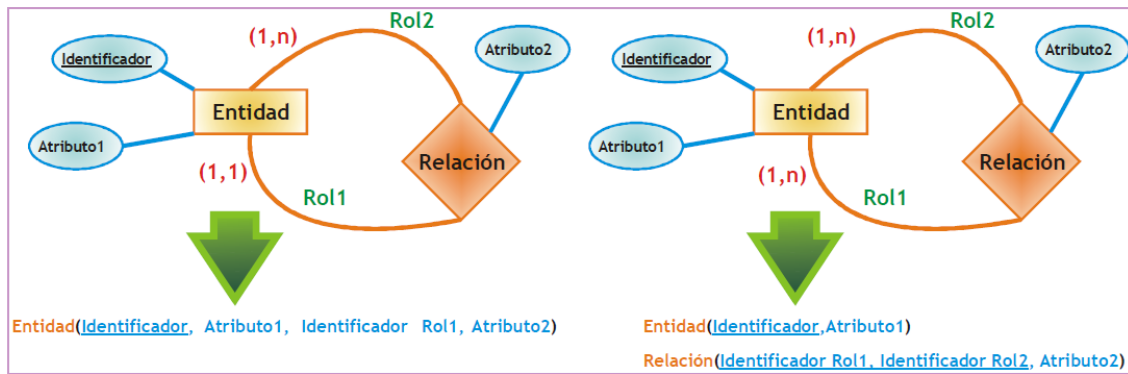 Rol2
(1,n)
Identificador
Atributo2
Entidad
Atributo1
Relación
(1,1)
Rol1
Entidad(Identificador, Atributo1, Identificador Rol1, Atributo2)
Rol2
(1,n)
Identificador
Atributo2
Entidad
Atributo1
Relación
(1,n)
Rol1
Entidad(Identificador,Atributo1)
Relación(Identificador Rol1, Identificador Rol2, Atributo2)